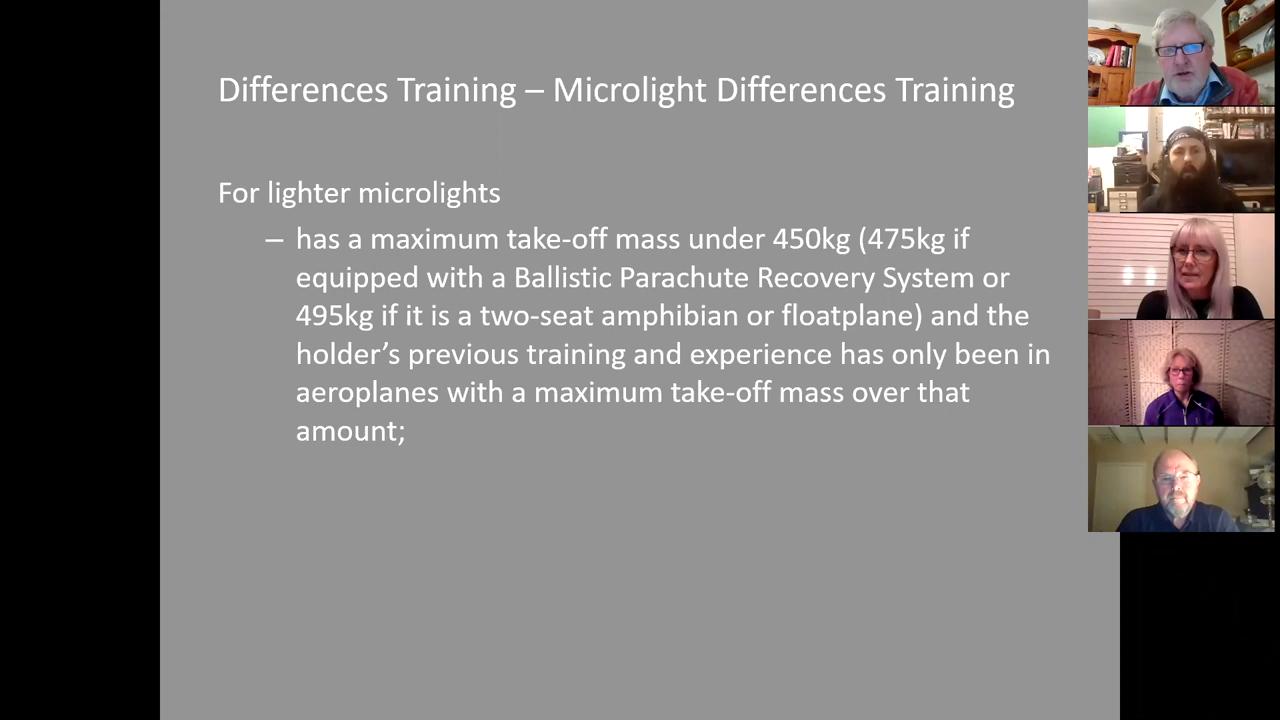 Differences Training – Microlight Differences Training
For lighter microlights
– has a maximum take-off mass under 450kg (475kg if
equipped with a Ballistic Parachute Recovery System or
495kg if it is a two-seat amphibian or floatplane) and the
holder’s previous training and experience has only been in
aeroplanes with a maximum take-off mass over that
amount;